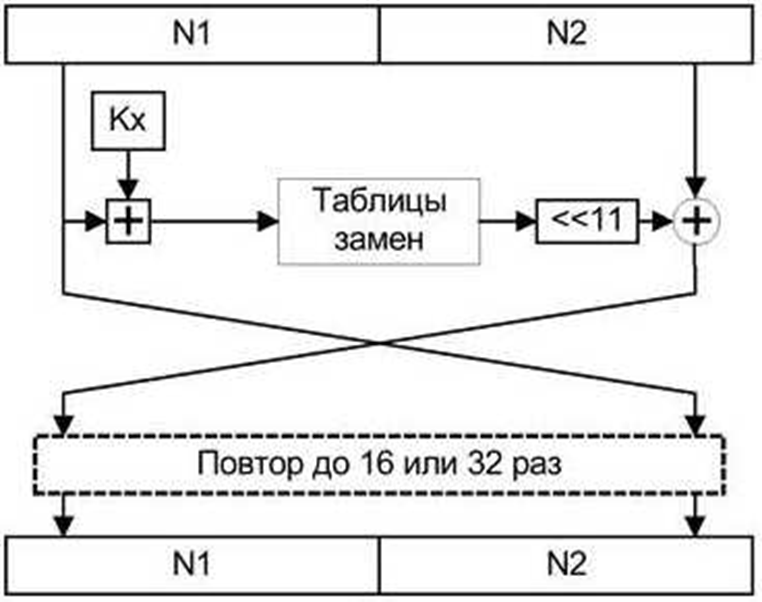 N1 N2
Kx
+
Таблицы
замен
<<11
+
Повтор до 16 или 32 раз
N1 N2